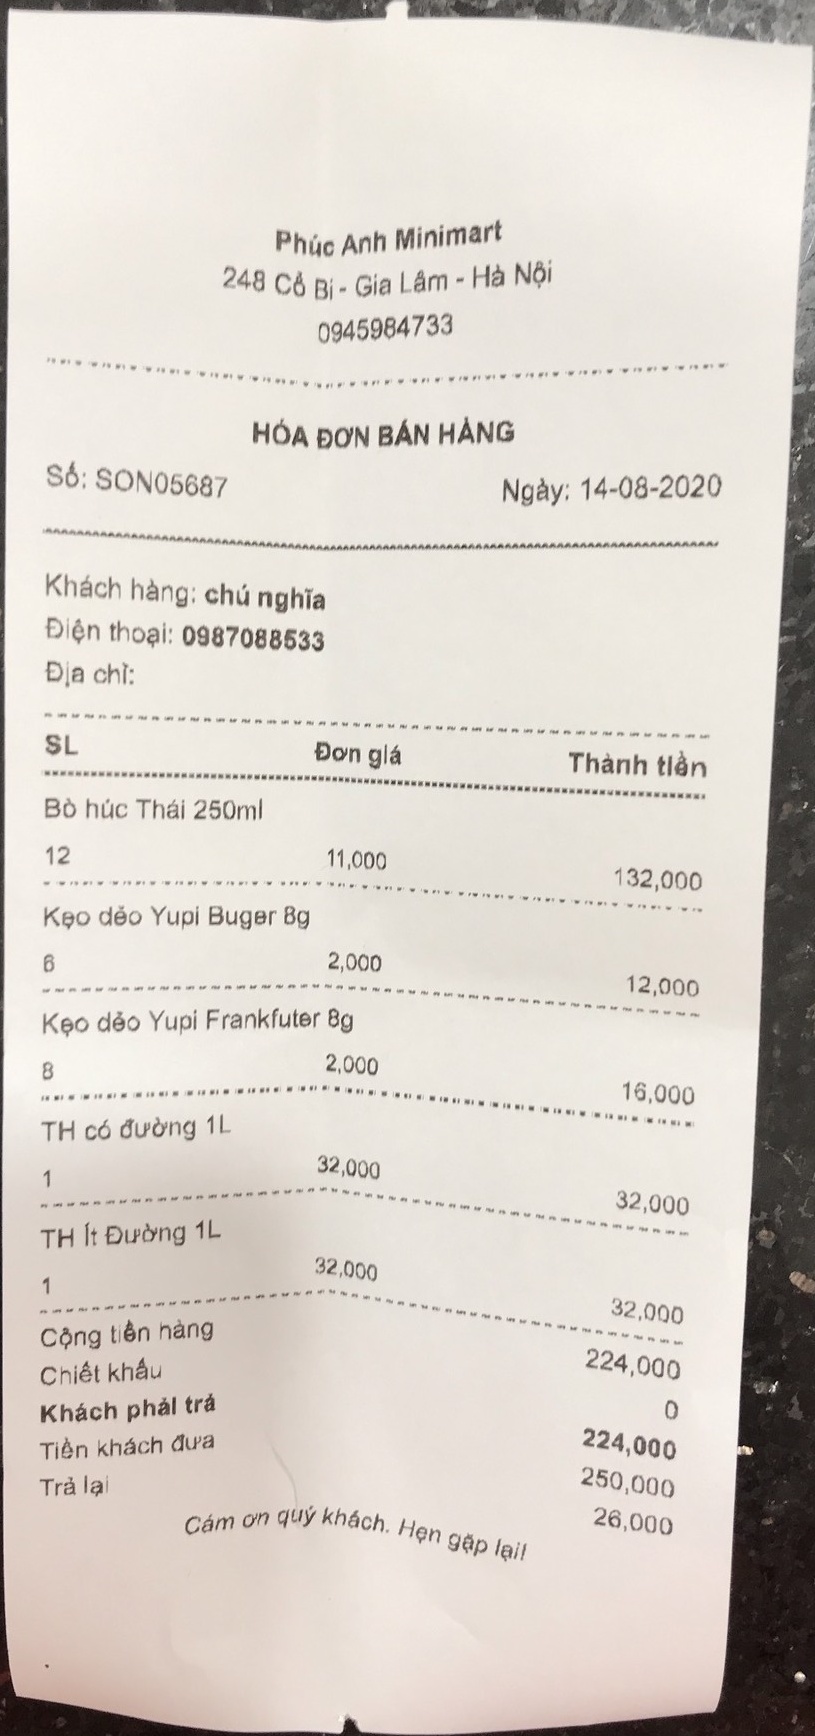 Phúc Anh Minimart
248 Cổ Bi - Gia Lâm - Hà Nội
0945984733
HÓA ĐƠN BÁN HÀNG
Số: SON05687 Ngày: 14-08-2020
Khách hàng: chú nghĩa
Điện thoại: 0987088533
Địa chỉ:
SL Đơn giá Thành tiền
Bò húc Thái 250ml
12 11,000 132,000
Kẹo dẻo Yupi Buger 8g
6 2,000 12,000
Kẹo dẻo Yupi Frankfuter 8g
8 2,000 16,000
TH có đường 1L
1 32,000 32,000
TH Ít Đường 1L
1 32,000 32,000
Cộng tiền hàng 224,000
Chiết khấu 0
Khách phải trả 224,000
Tiền khách đưa 250,000
Trả lại 26,000
Cám ơn quý khách. Hẹn gặp lại!